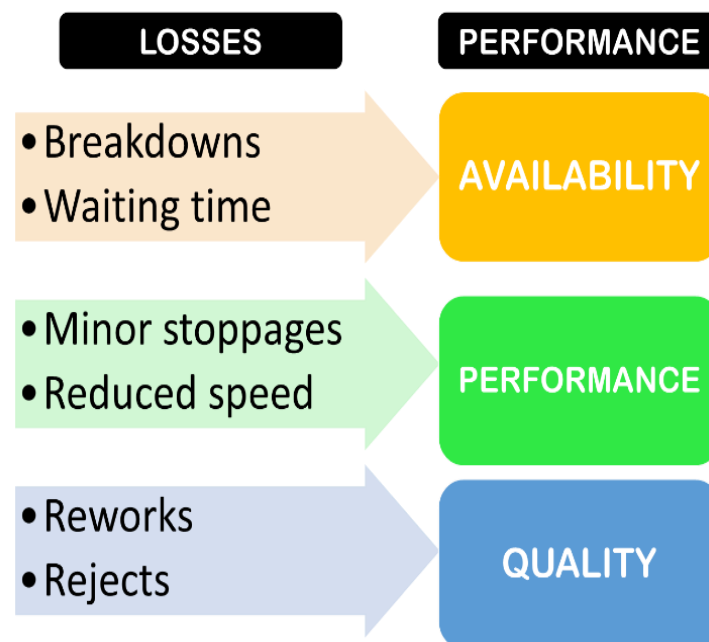 LOSSES
PERFORMANCE
• Breakdowns
• Waiting time
AVAILABILITY
• Minor stoppages
• Reduced speed
PERFORMANCE
• Reworks
• Rejects
QUALITY